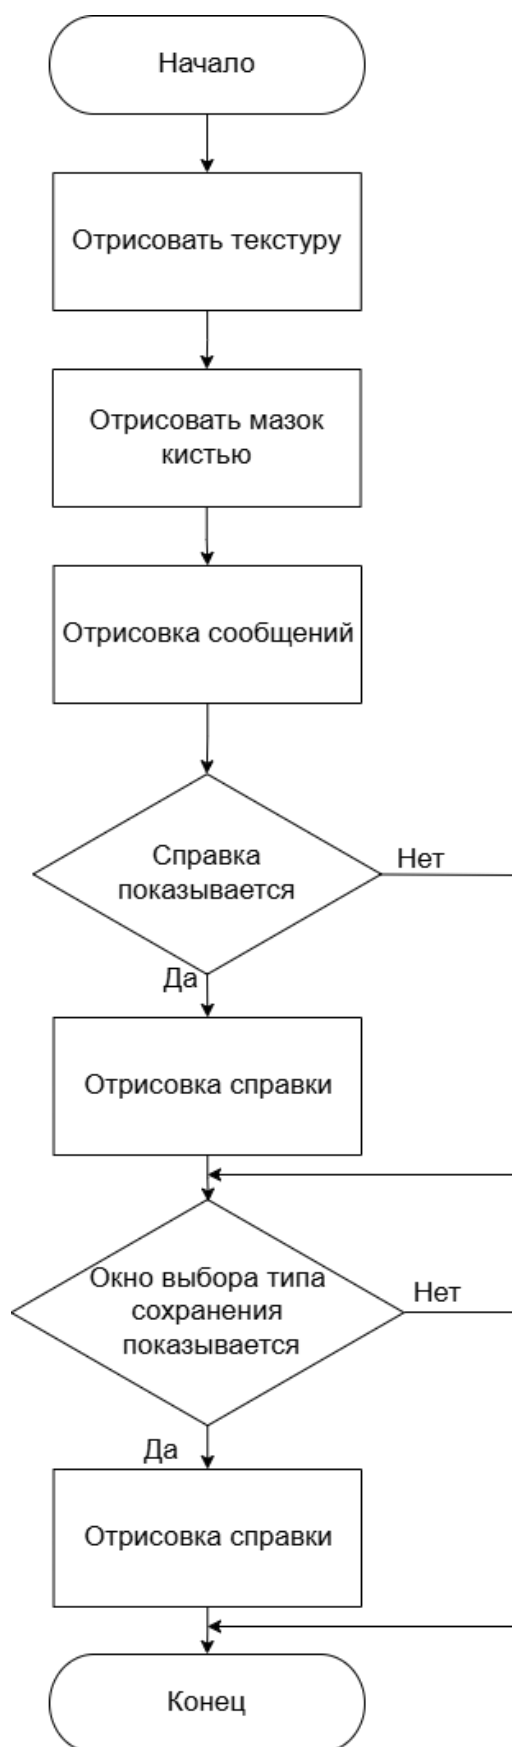 Начало
Отрисовать текстуру
Отрисовать мазок
кистью
Отрисовка сообщений
Справка
показывается
Нет
Да
Отрисовка справки
Окно выбора типа
сохранения
показывается
Нет
Да
Отрисовка справки
Конец